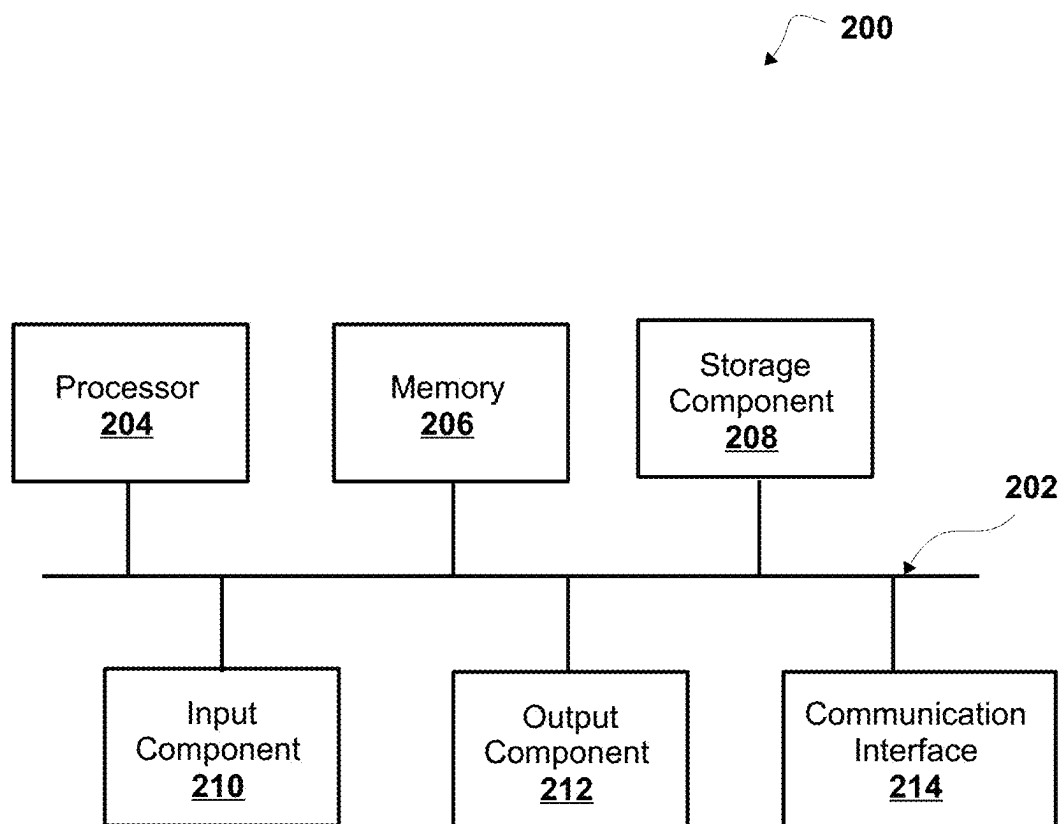 200
Processor
204
Memory
206
Storage
Component
208
202
Input
Component
210
Output
Component
212
Communication
Interface
214